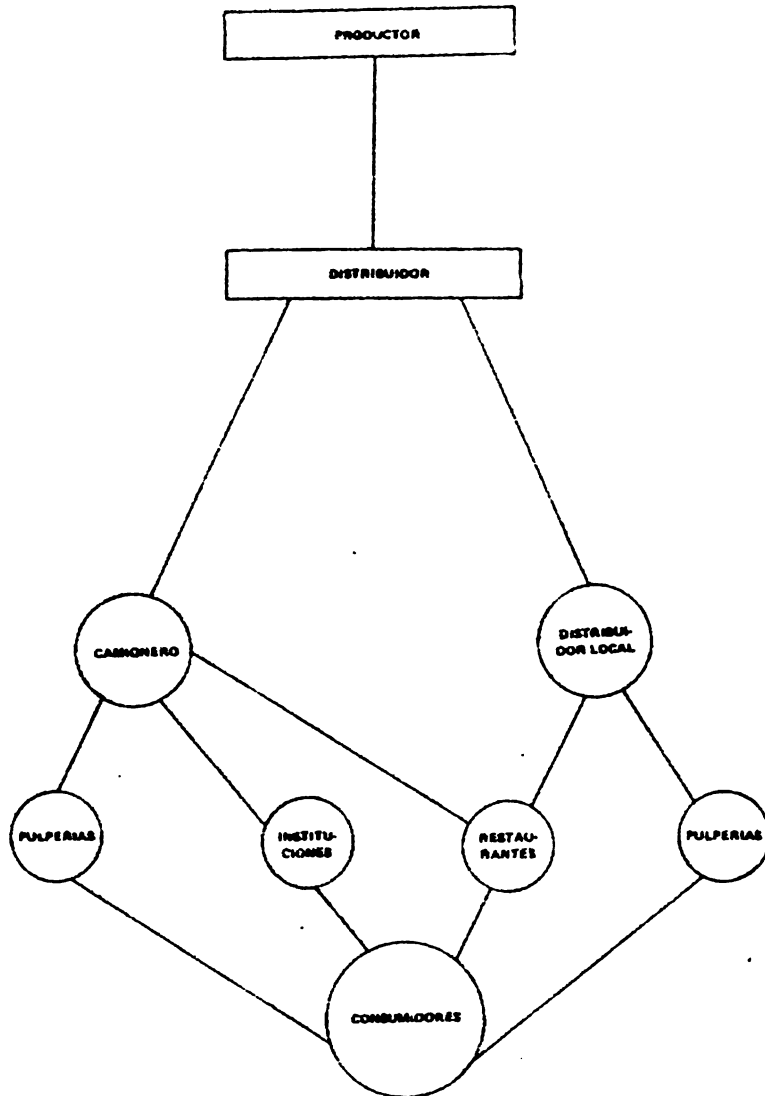 PRODUCTOR
DISTRIBUIDOR
CAMIONERO
DISTRIBUI-
DOR LOCAL
PULPERIAS
INSTITU-
CIONES
RESTAU-
RANTES
PULPERIAS
CONSUMIDORES